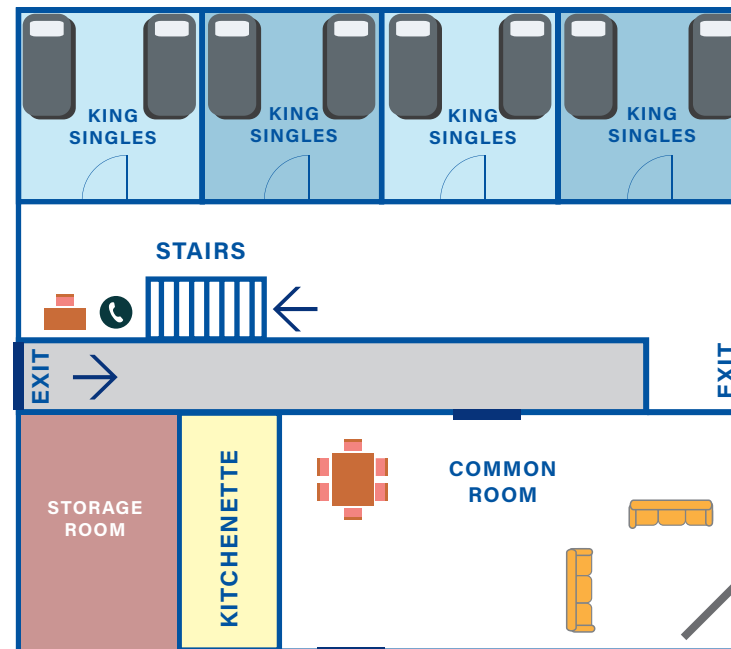 KING
SINGLES
KING
SINGLES
KING
SINGLES
KING
SINGLES
STAIRS
EXIT
EXIT
STORAGE
ROOM
KITCHENETTE
COMMON
ROOM